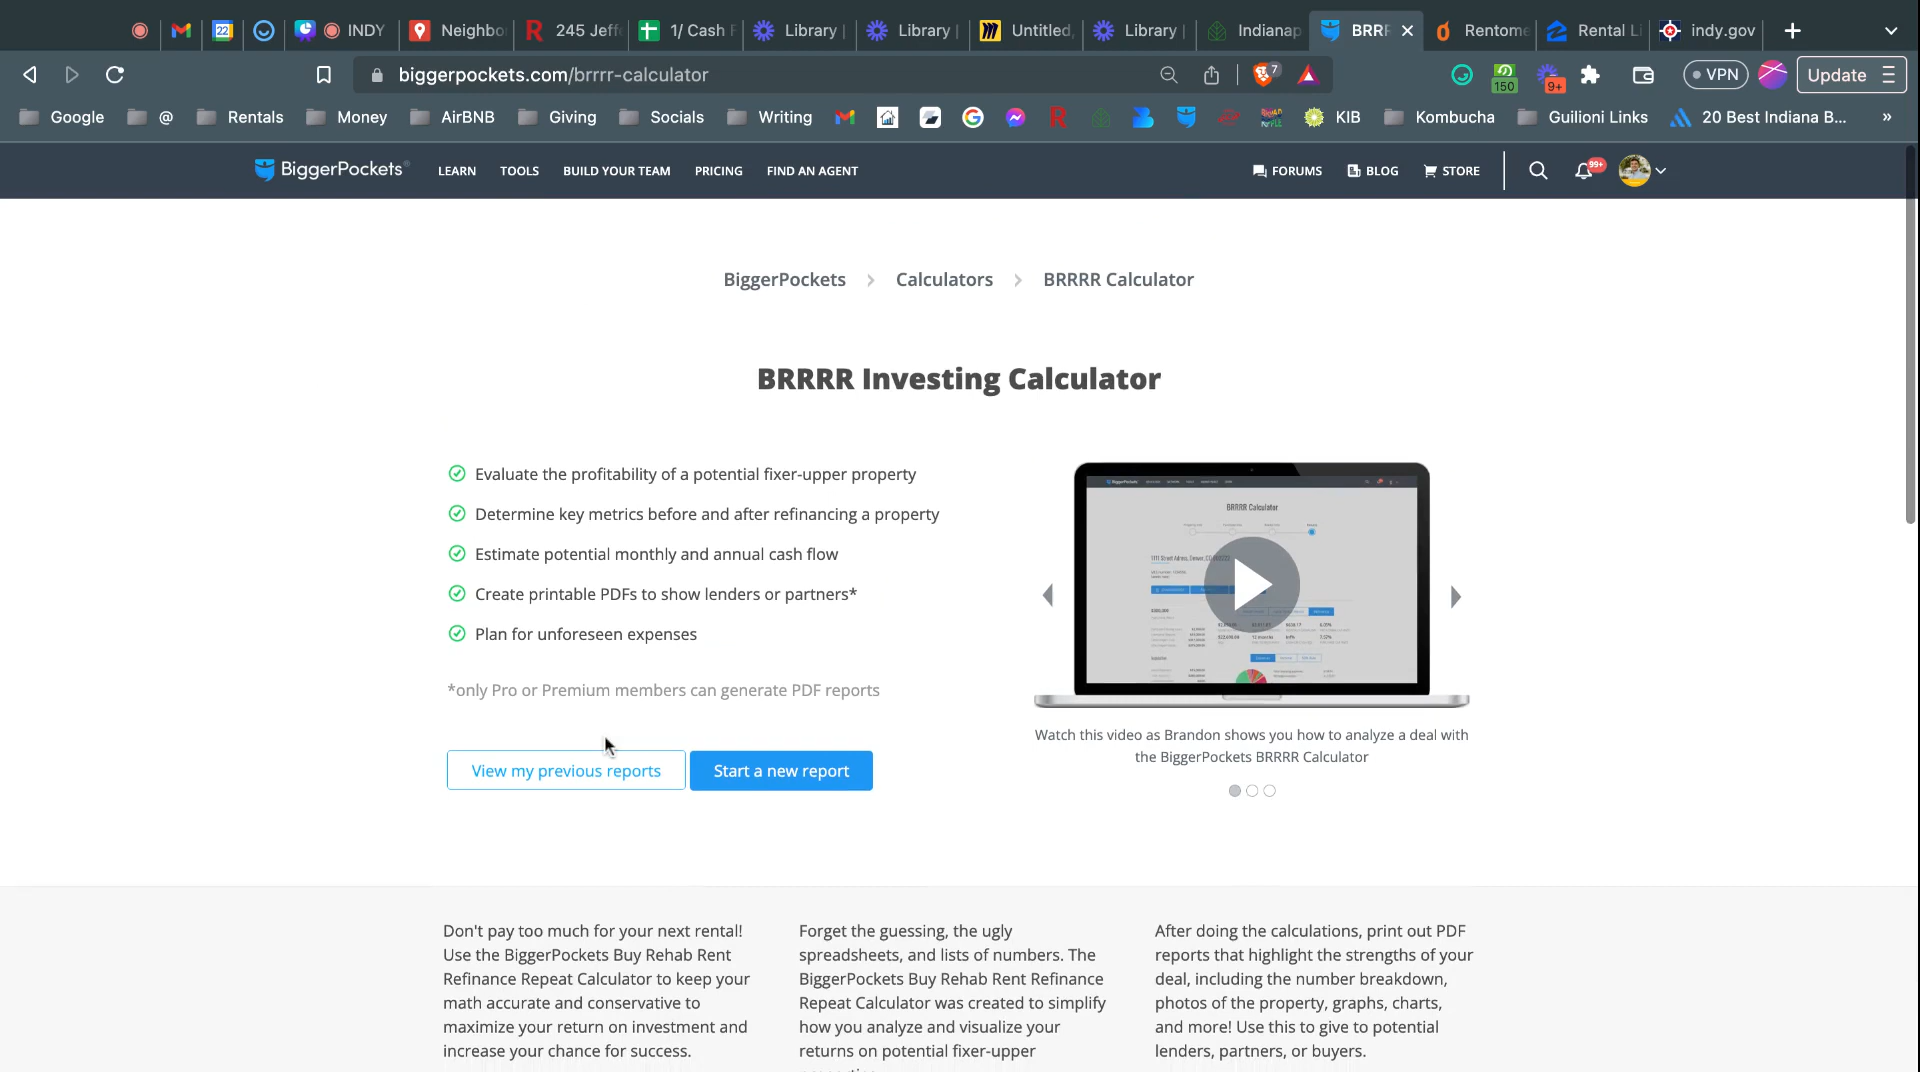 22
INDY
Neighbo
245 Jeff
1/ Cash F
Library
Library
Untitled
Library
Indianap
BRRF
Rentome
Rental Li
indy.gov
biggerpockets.com/brrrr-calculator
7
150
9+
VPN
Update
Google
@
Rentals
Money
AirBNB
Giving
Socials
Writing
KIB
Kombucha
Guilioni Links
20 Best Indiana B...
»
BiggerPockets
LEARN
TOOLS
BUILD YOUR TEAM
PRICING
FIND AN AGENT
FORUMS
BLOG
STORE
99+
BiggerPockets > Calculators > BRRRR Calculator
BRRRR Investing Calculator
Evaluate the profitability of a potential fixer-upper property
Determine key metrics before and after refinancing a property
Estimate potential monthly and annual cash flow
Create printable PDFs to show lenders or partners*
Plan for unforeseen expenses
*only Pro or Premium members can generate PDF reports
View my previous reports
Start a new report
BRRRR Calculator
Watch this video as Brandon shows you how to analyze a deal with
the BiggerPockets BRRRR Calculator
Don't pay too much for your next rental!
Use the BiggerPockets Buy Rehab Rent
Refinance Repeat Calculator to keep your
math accurate and conservative to
maximize your return on investment and
increase your chance for success.
Forget the guessing, the ugly
spreadsheets, and lists of numbers. The
BiggerPockets Buy Rehab Rent Refinance
Repeat Calculator was created to simplify
how you analyze and visualize your
returns on potential fixer-upper
After doing the calculations, print out PDF
reports that highlight the strengths of your
deal, including the number breakdown,
photos of the property, graphs, charts,
and more! Use this to give to potential
lenders, partners, or buyers.